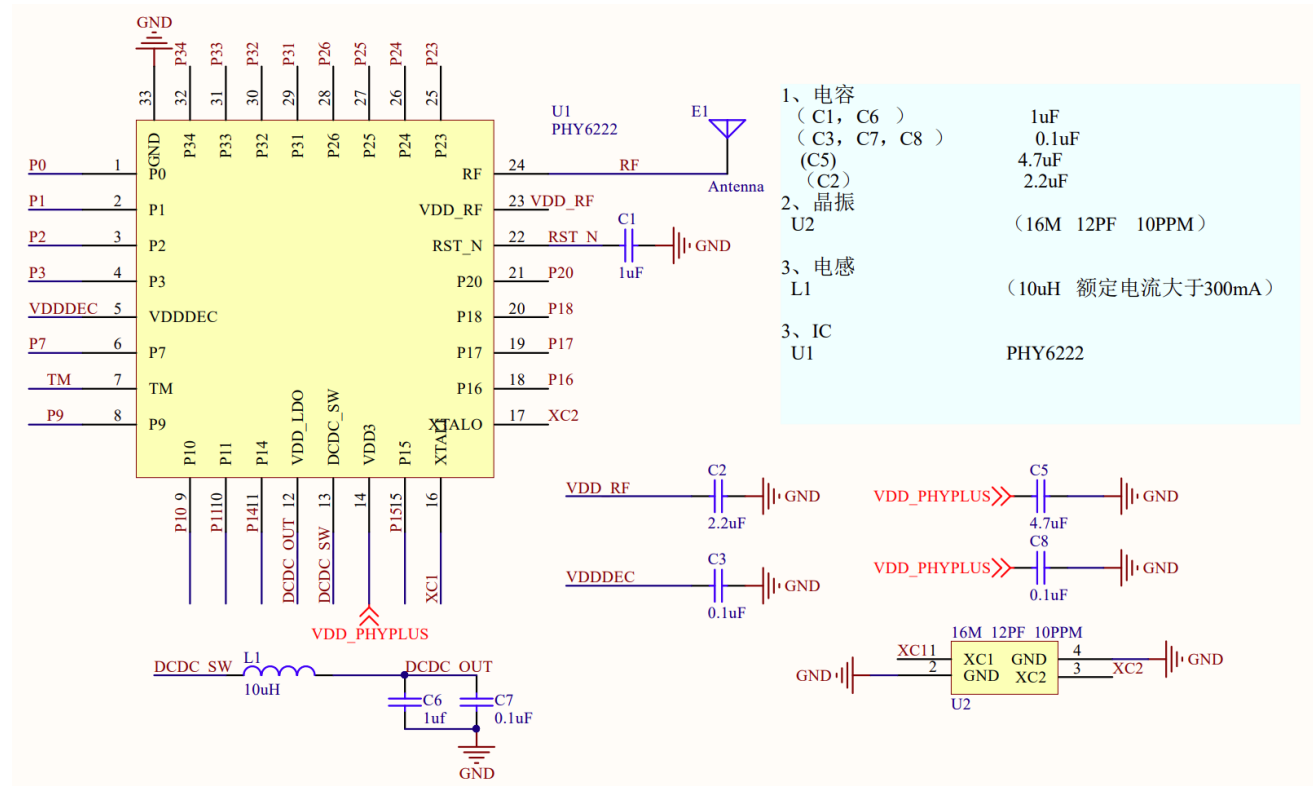 GND
P34 P33 P32 P31 P26 P25 P24 P23
33 32 31 30 29 28 27 26 25
U1
PHY6222
E1
Antenna
GND P34 P33 P32 P31 P26 P25 P24 P23
P0 1 P0
P1 2 P1
P2 3 P2
P3 4 P3
VDDDEC 5 VDDDEC
P7 6 P7
TM 7 TM
P9 8 P9
RF 24 RF
VDD_RF 23 VDD_RF
RST_N 22 RST_N
P20 21 P20
P18 20 P18
P17 19 P17
P16 18 P16
XTALO 17 XC2
P10 P11 P14 VDD_LDO DCDC_SW VDD3 P15 XTALI
9 10 11 12 13 14 15 16
P10 P11 P14 DCDC_OUT DCDC_SW P15 XC1
VDD_PHYPLUS
C1
1uF
GND
1、电容
（ C1，C6 ） 1uF
（ C3，C7，C8 ） 0.1uF
(C5) 4.7uF
（C2） 2.2uF
2、晶振
U2 （16M 12PF 10PPM）
3、电感
L1 （10uH 额定电流大于300mA）
3、IC
U1 PHY6222
VDD_RF
C2
2.2uF
GND
VDD_PHYPLUS
C5
4.7uF
GND
VDDDEC
C3
0.1uF
GND
VDD_PHYPLUS
C8
0.1uF
GND
DCDC_SW
L1
10uH
DCDC_OUT
C6
1uf
C7
0.1uF
GND
16M 12PF 10PPM
XC1 1 XC1 GND 4 GND
GND 2 GND XC2 3 XC2
U2